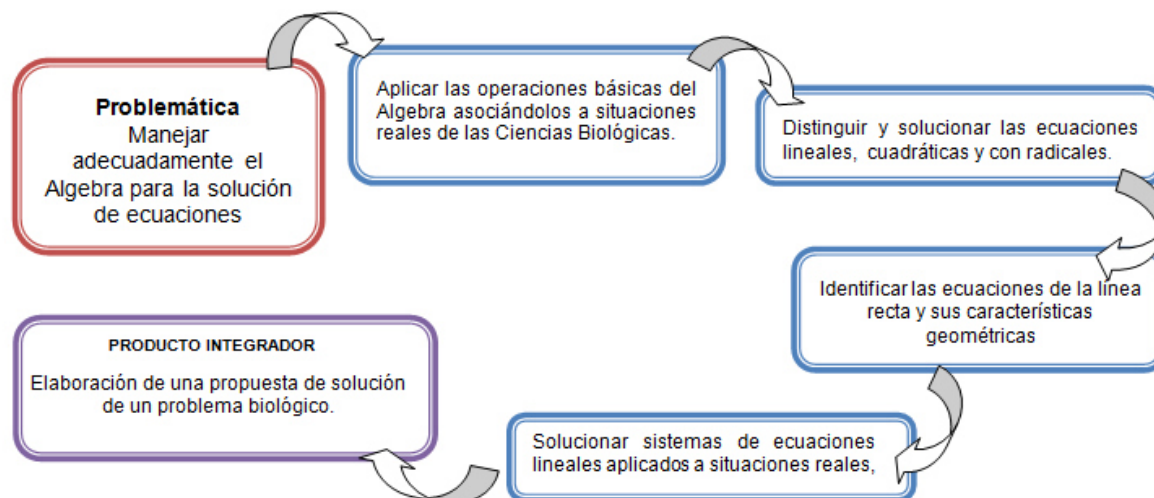 Problemática
Manejar
adecuadamente el
Algebra para la solución
de ecuaciones
Aplicar las operaciones básicas del
Algebra asociándolos a situaciones
reales de las Ciencias Biológicas.
Distinguir y solucionar las ecuaciones
lineales, cuadráticas y con radicales.
Identificar las ecuaciones de la línea
recta y sus características
geométricas
Solucionar sistemas de ecuaciones
lineales aplicados a situaciones reales,
PRODUCTO INTEGRADOR
Elaboración de una propuesta de solución
de un problema biológico.